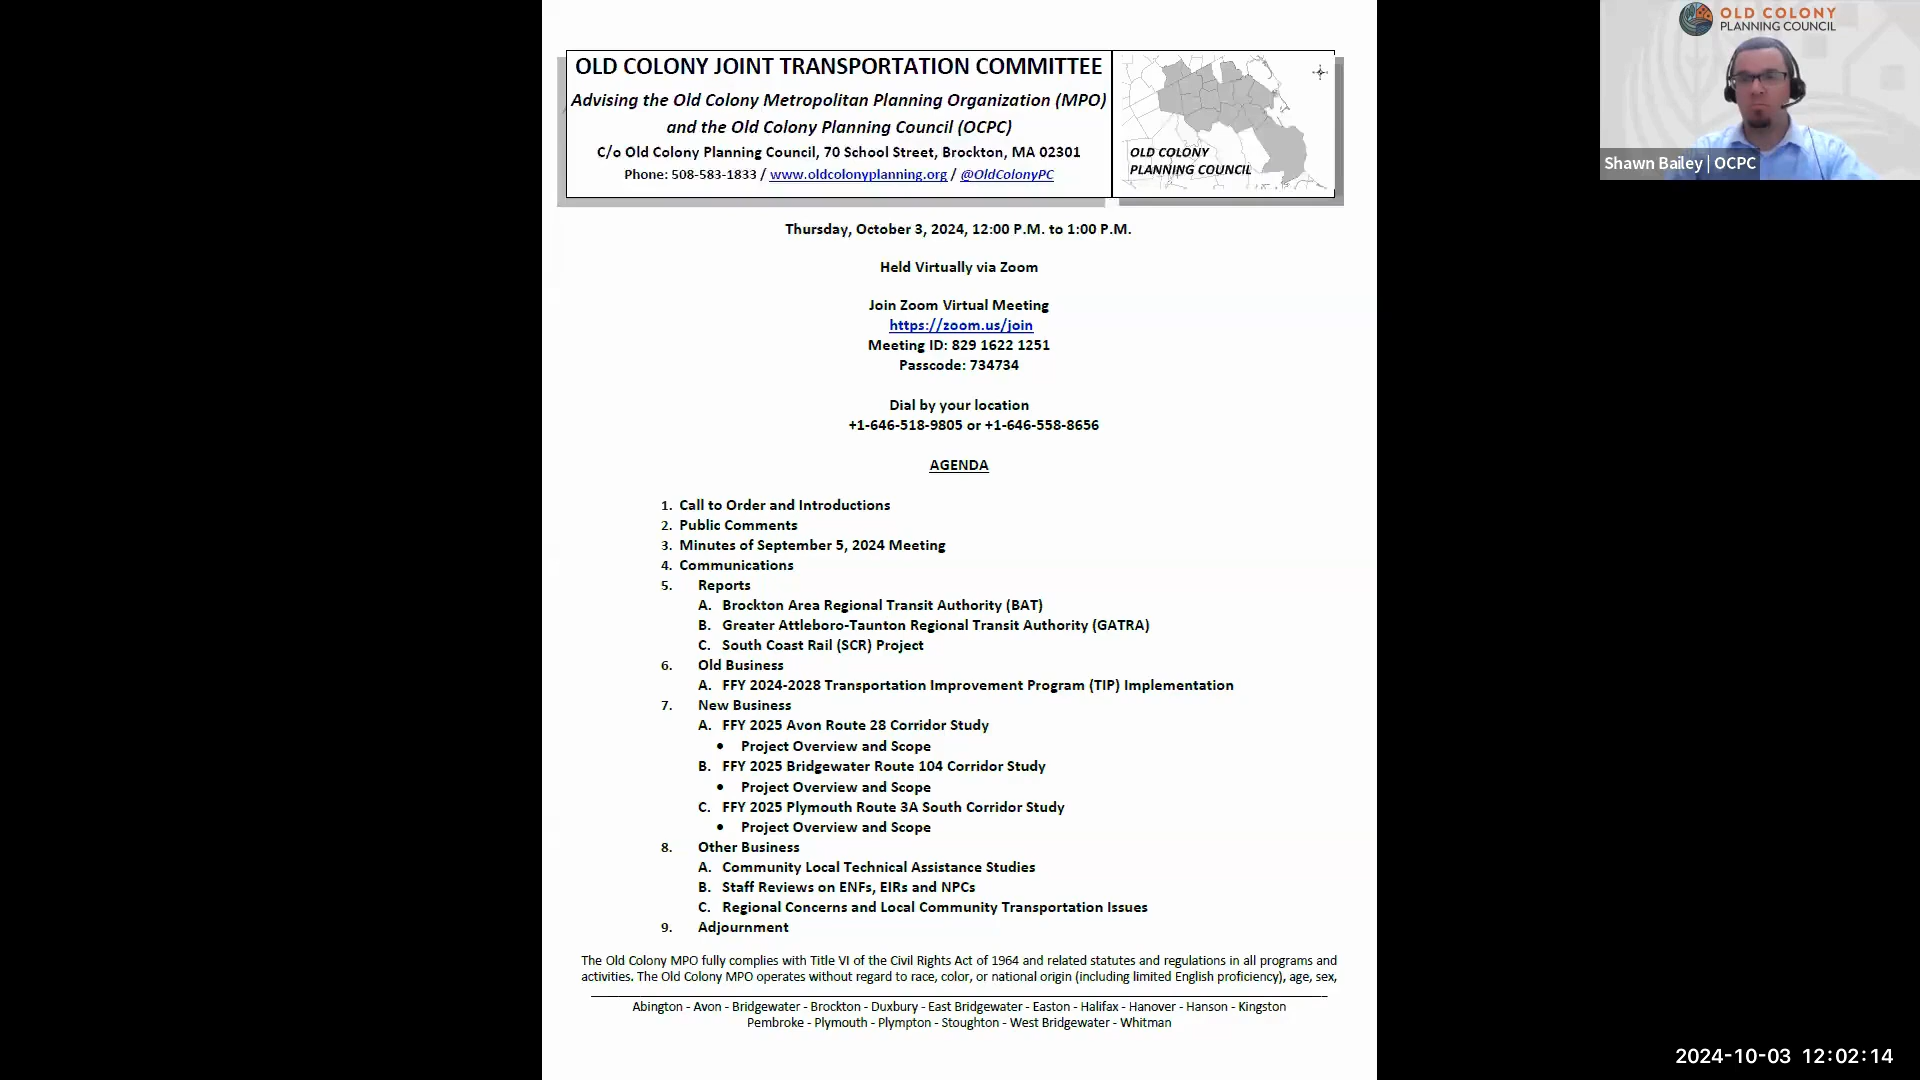 OLD COLONY JOINT TRANSPORTATION COMMITTEE
Advising the Old Colony Metropolitan Planning Organization (MPO)
and the Old Colony Planning Council (OCPC)
C/o Old Colony Planning Council, 70 School Street, Brockton, MA 02301
Phone: 508-583-1833 / www.oldcolonyplanning.org / @OldColonyPC
OLD COLONY
PLANNING COUNCIL
OLD COLONY
PLANNING COUNCIL
Shawn Bailey | OCPC
Thursday, October 3, 2024, 12:00 P.M. to 1:00 P.M.
Held Virtually via Zoom
Join Zoom Virtual Meeting
https://zoom.us/join
Meeting ID: 829 1622 1251
Passcode: 734734
Dial by your location
+1-646-518-9805 or +1-646-558-8656
AGENDA
1. Call to Order and Introductions
2. Public Comments
3. Minutes of September 5, 2024 Meeting
4. Communications
5. Reports
A. Brockton Area Regional Transit Authority (BAT)
B. Greater Attleboro-Taunton Regional Transit Authority (GATRA)
C. South Coast Rail (SCR) Project
6. Old Business
A. FFY 2024-2028 Transportation Improvement Program (TIP) Implementation
7. New Business
A. FFY 2025 Avon Route 28 Corridor Study
• Project Overview and Scope
B. FFY 2025 Bridgewater Route 104 Corridor Study
• Project Overview and Scope
C. FFY 2025 Plymouth Route 3A South Corridor Study
• Project Overview and Scope
8. Other Business
A. Community Local Technical Assistance Studies
B. Staff Reviews on ENFs, EIRs and NPCs
C. Regional Concerns and Local Community Transportation Issues
9. Adjournment
The Old Colony MPO fully complies with Title VI of the Civil Rights Act of 1964 and related statutes and regulations in all programs and
activities. The Old Colony MPO operates without regard to race, color, or national origin (including limited English proficiency), age, sex,
Abington - Avon - Bridgewater - Brockton - Duxbury - East Bridgewater - Easton - Halifax - Hanover - Hanson - Kingston
Pembroke - Plymouth - Plympton - Stoughton - West Bridgewater - Whitman
2024-10-03 12:02:14